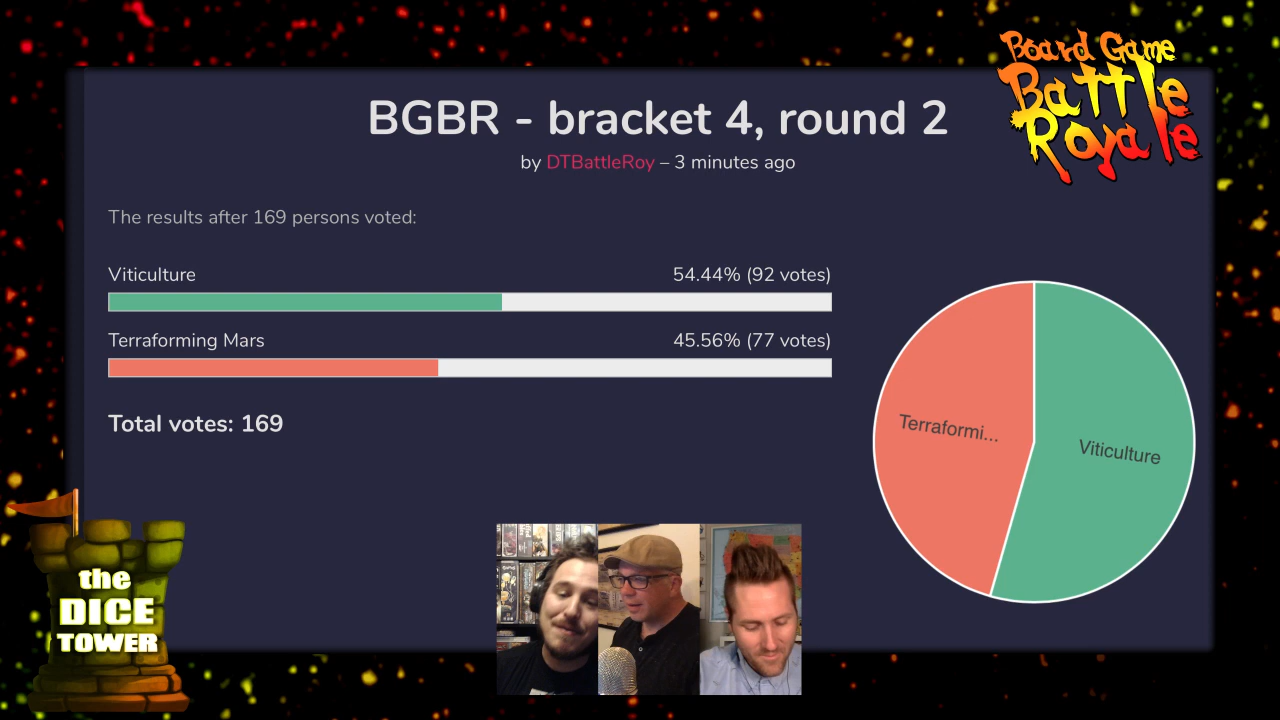 Board Game
Battle
Royale
BGBR - bracket 4, round 2
by DTBattleRoy – 3 minutes ago
The results after 169 persons voted:
Viticulture 54.44% (92 votes)
Terraforming Mars 45.56% (77 votes)
Total votes: 169
Terraformi...
Viticulture
the
DICE
TOWER